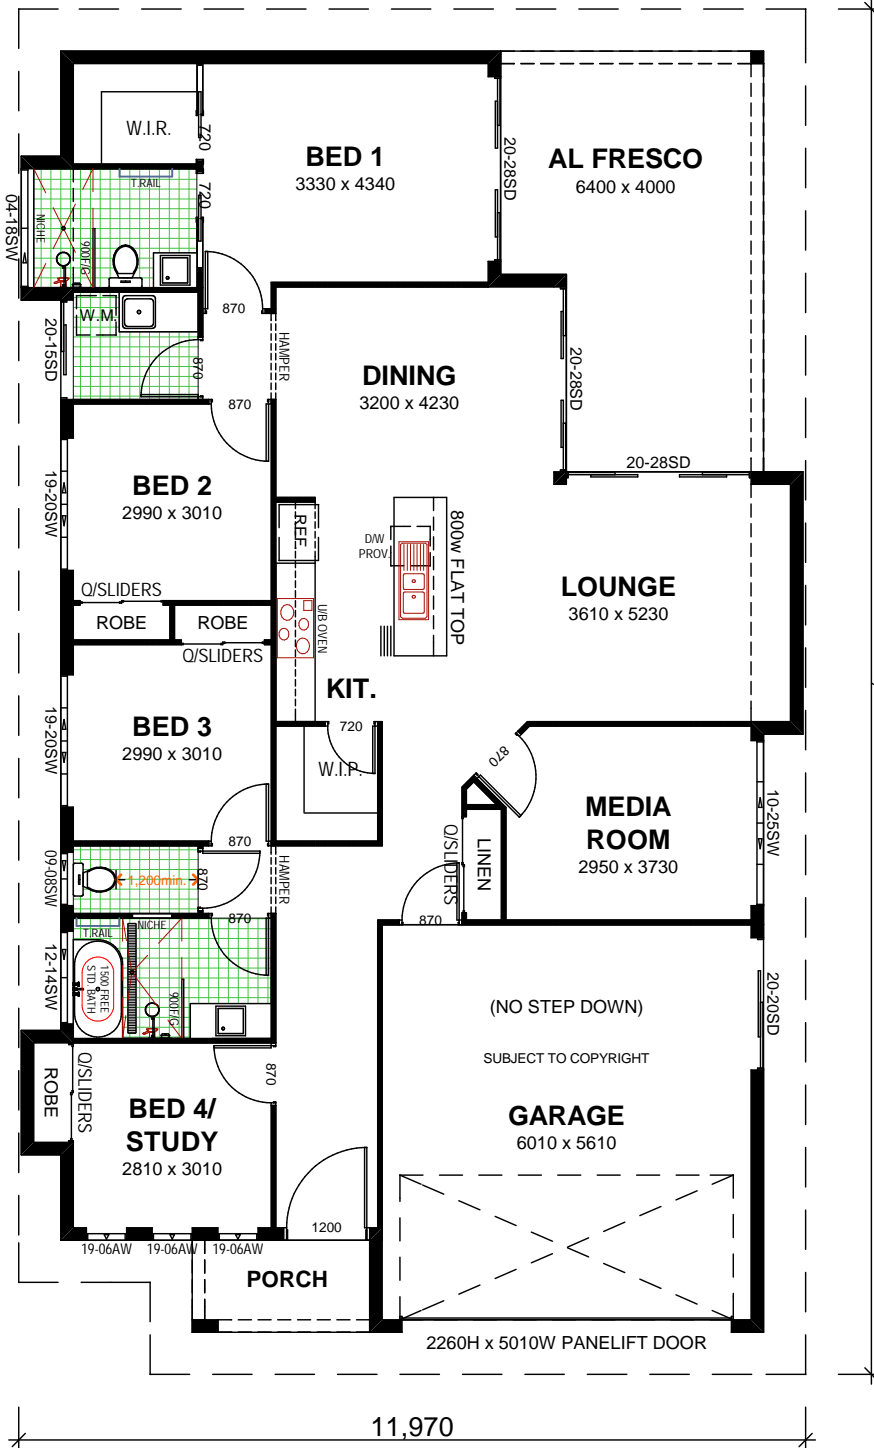 W.I.R.
720
BED 1
3330 x 4340
20-28SD
AL FRESCO
6400 x 4000
T.RAIL
720
04-18SW
NICHE
900F/G
870
W.M.
20-15SD
870
HAMPER
870
DINING
3200 x 4230
20-28SD
20-28SD
BED 2
2990 x 3010
19-20SW
Q/SLIDERS
ROBE
ROBE
Q/SLIDERS
REF.
D/W
PROV.
800w FLAT TOP
U/B OVEN
LOUNGE
3610 x 5230
KIT.
720
W.I.P.
BED 3
2990 x 3010
19-20SW
870
870
MEDIA
ROOM
2950 x 3730
10-25SW
Q/SLIDERS
LINEN
870
09-08SW
1,200min.
870
HAMPER
870
T.RAIL
NICHE
12-14SW
1500 FREE
STD. BATH
900F/G
(NO STEP DOWN)
20-20SD
SUBJECT TO COPYRIGHT
GARAGE
6010 x 5610
ROBE
Q/SLIDERS
870
BED 4/
STUDY
2810 x 3010
1200
19-06AW
19-06AW
19-06AW
PORCH
2260H x 5010W PANELIFT DOOR
11,970